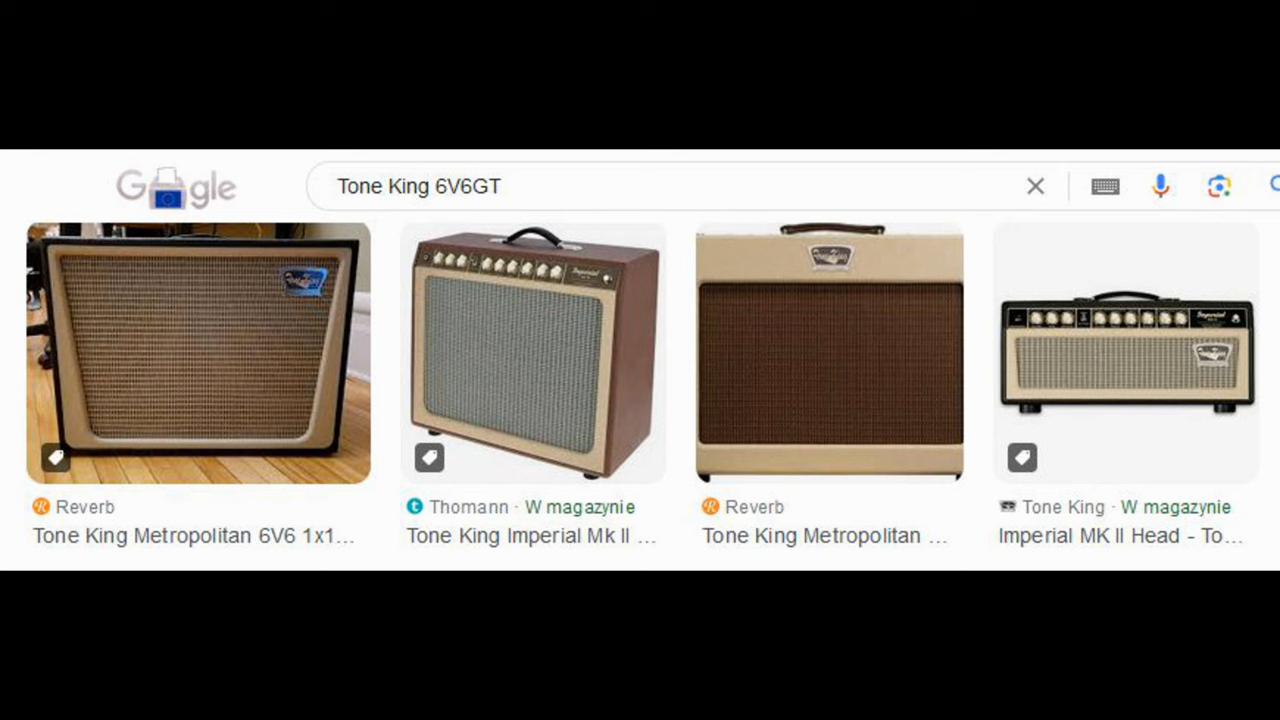 Google
Tone King 6V6GT
Reverb
Tone King Metropolitan 6V6 1x1...
Thomann · W magazynie
Tone King Imperial Mk II ...
Reverb
Tone King Metropolitan ...
Tone King · W magazynie
Imperial MK II Head - To...